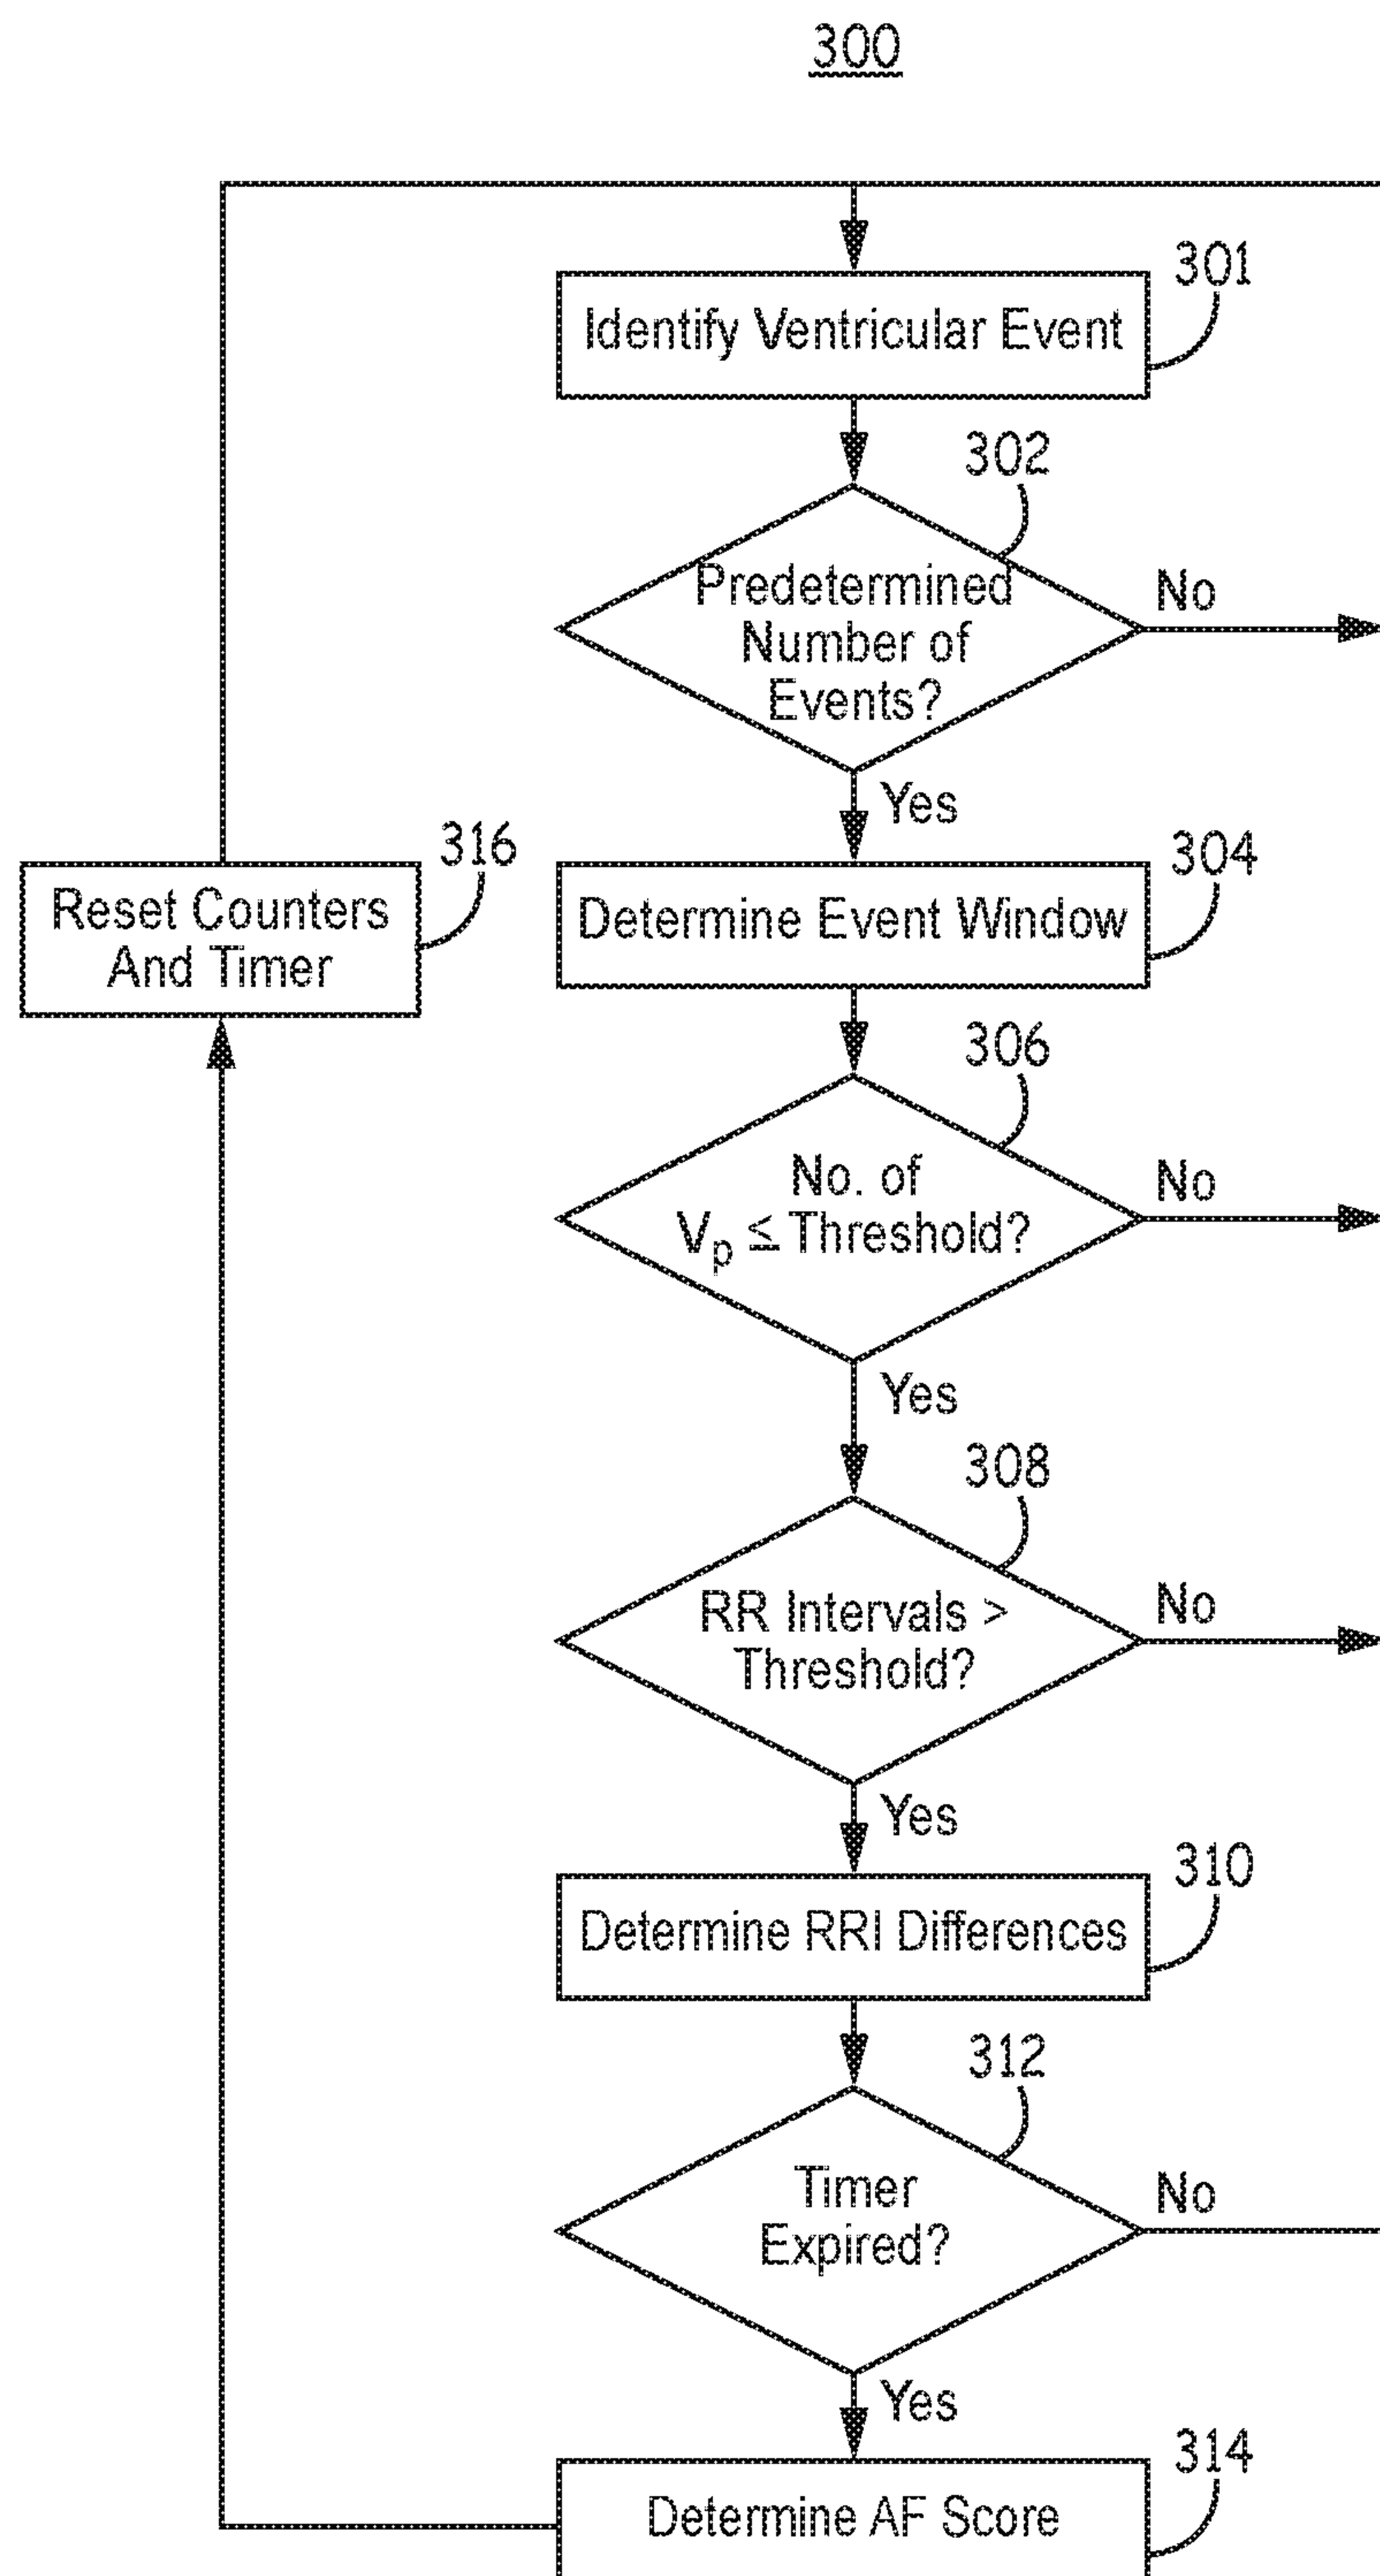 300
301
Identify Ventricular Event
302
Predetermined
Number of
Events?
No
Yes
316
Reset Counters
And Timer
304
Determine Event Window
306
No. of
Vp ≤ Threshold?
No
Yes
308
RR Intervals >
Threshold?
No
Yes
310
Determine RRI Differences
312
Timer
Expired?
No
Yes
314
Determine AF Score